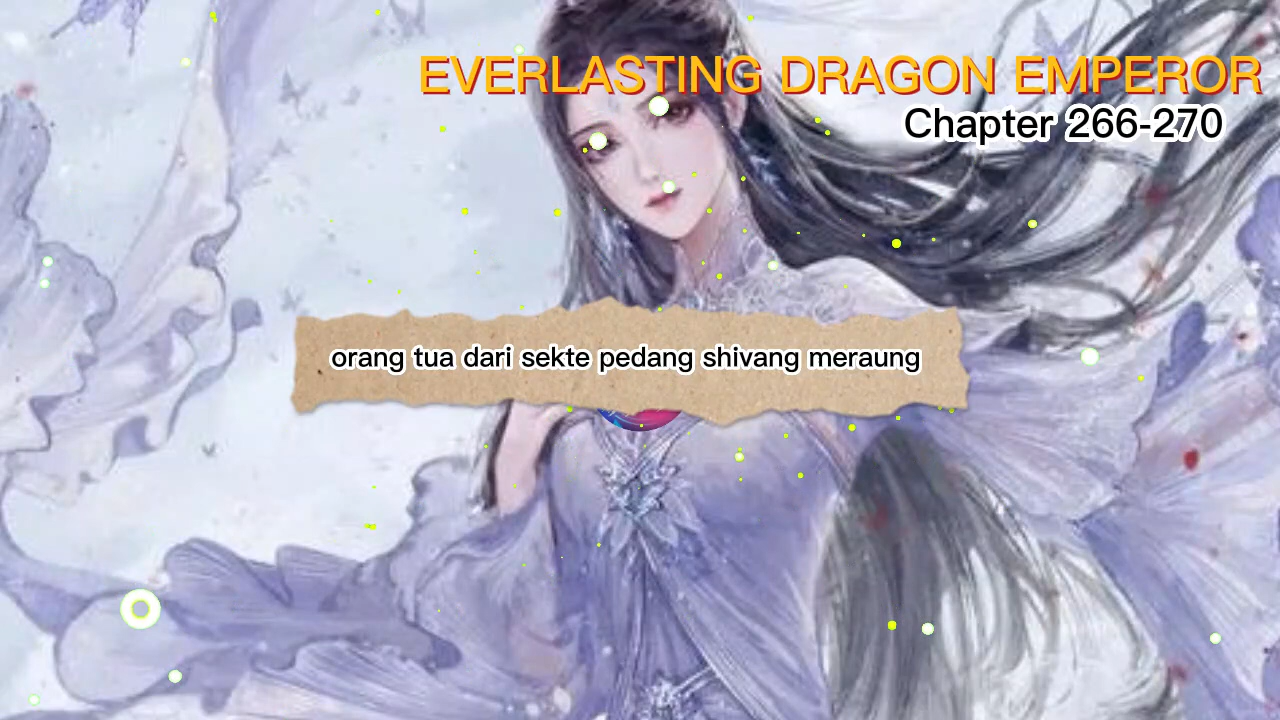 EVERLASTING DRAGON EMPEROR
Chapter 266-270
orang tua dari sekte pedang shivang meraung